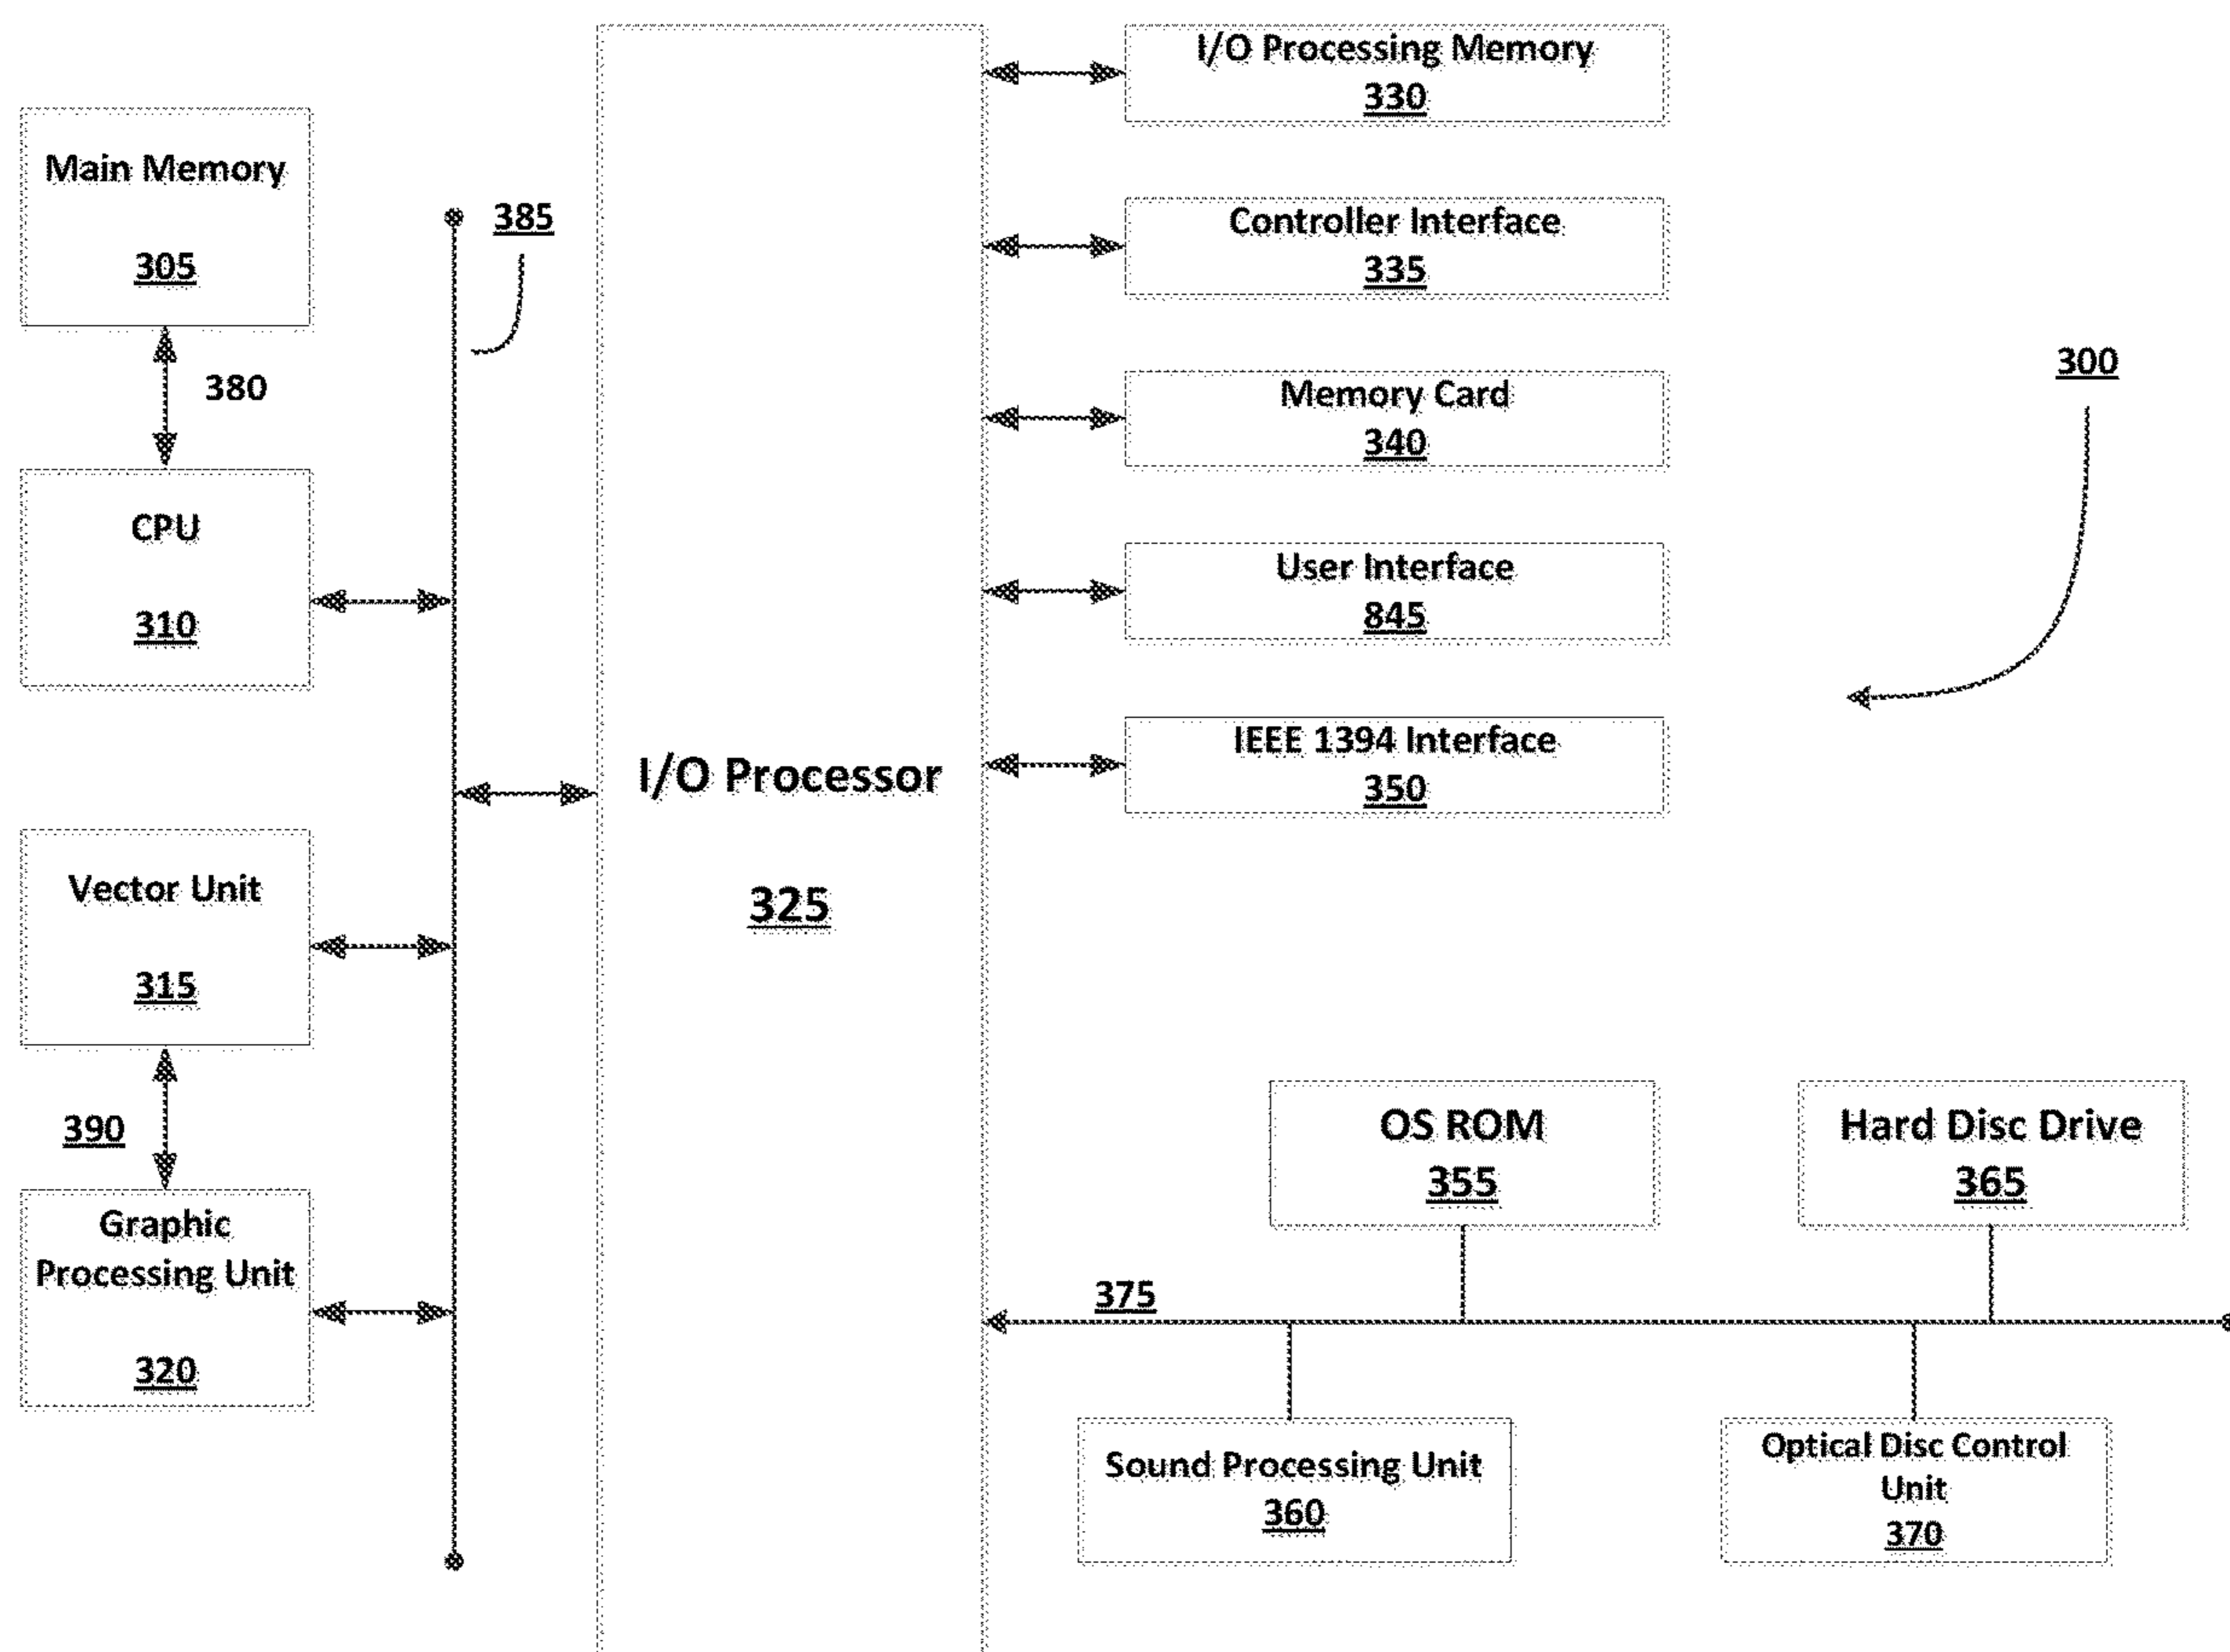 Main Memory
305
380
CPU
310
Vector Unit
315
390
Graphic
Processing Unit
320
385
I/O Processor
325
I/O Processing Memory
330
Controller Interface
335
Memory Card
340
User Interface
845
IEEE 1394 Interface
350
300
OS ROM
355
Hard Disc Drive
365
375
Sound Processing Unit
360
Optical Disc Control
Unit
370